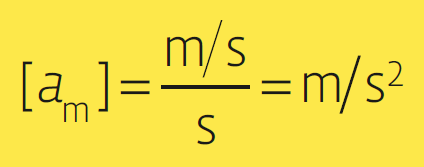 [aₘ] = (m/s)/s = m/s²